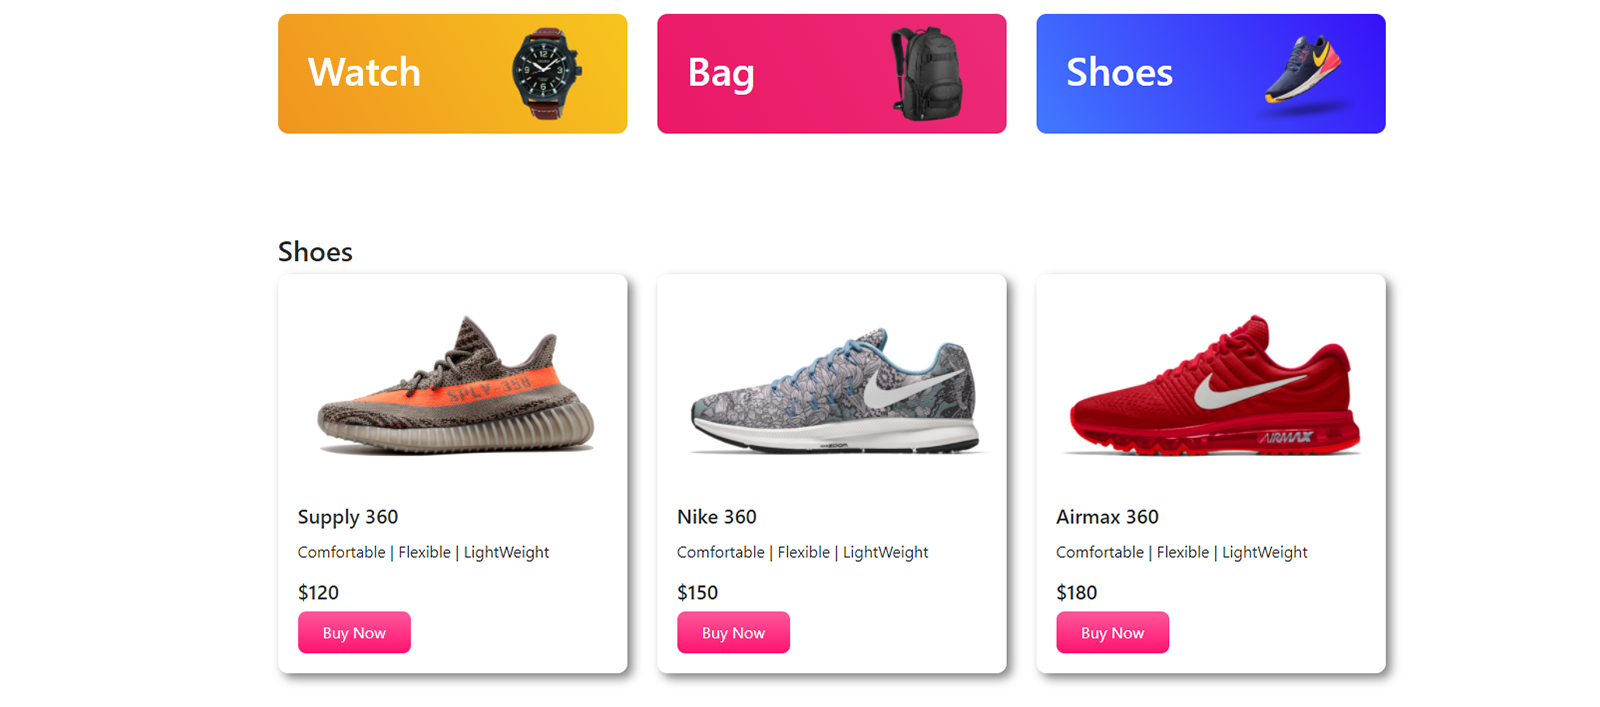 Watch
Bag
Shoes
Shoes
SPLY-350
ZOOM
AIRMAX
Supply 360
Comfortable | Flexible | LightWeight
$120
Buy Now
Nike 360
Comfortable | Flexible | LightWeight
$150
Buy Now
Airmax 360
Comfortable | Flexible | LightWeight
$180
Buy Now